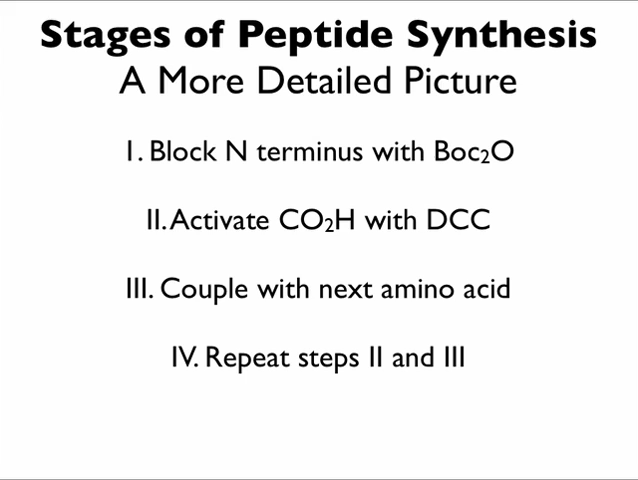 Stages of Peptide Synthesis
A More Detailed Picture
I. Block N terminus with Boc₂O
II. Activate CO₂H with DCC
III. Couple with next amino acid
IV. Repeat steps II and III